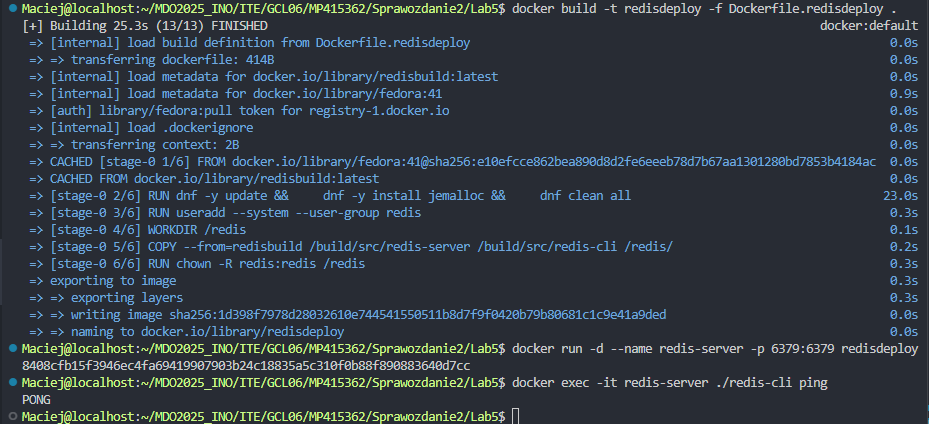 Maciej@localhost:~/MDO2025_INO/ITE/GCL06/MP415362/Sprawozdanie2/Lab5$ docker build -t redisdeploy -f Dockerfile.redisdeploy .
[+] Building 25.3s (13/13) FINISHED docker:default
=> [internal] load build definition from Dockerfile.redisdeploy 0.0s
=> => transferring dockerfile: 414B 0.0s
=> [internal] load metadata for docker.io/library/redisbuild:latest 0.0s
=> [internal] load metadata for docker.io/library/fedora:41 0.9s
=> [auth] library/fedora:pull token for registry-1.docker.io 0.0s
=> [internal] load .dockerignore 0.0s
=> => transferring context: 2B 0.0s
=> CACHED [stage-0 1/6] FROM docker.io/library/fedora:41@sha256:e10efcce862bea890d8d2fe6eeeb78d7b67aa1301280bd7853b4184ac 0.0s
=> CACHED FROM docker.io/library/redisbuild:latest 0.0s
=> [stage-0 2/6] RUN dnf -y update &&     dnf -y install jemalloc &&     dnf clean all 23.0s
=> [stage-0 3/6] RUN useradd --system --user-group redis 0.3s
=> [stage-0 4/6] WORKDIR /redis 0.1s
=> [stage-0 5/6] COPY --from=redisbuild /build/src/redis-server /build/src/redis-cli /redis/ 0.2s
=> [stage-0 6/6] RUN chown -R redis:redis /redis 0.3s
=> exporting to image 0.3s
=> => exporting layers 0.3s
=> => writing image sha256:1d398f7978d28032610e744541550511b8d7f9f0420b79b80681c1c9e41a9ded 0.0s
=> => naming to docker.io/library/redisdeploy 0.0s
Maciej@localhost:~/MDO2025_INO/ITE/GCL06/MP415362/Sprawozdanie2/Lab5$ docker run -d --name redis-server -p 6379:6379 redisdeploy
8408cfb15f3946ec4fa69419907903b24c18835a5c310f0b88f890883640d7cc
Maciej@localhost:~/MDO2025_INO/ITE/GCL06/MP415362/Sprawozdanie2/Lab5$ docker exec -it redis-server ./redis-cli ping
PONG
Maciej@localhost:~/MDO2025_INO/ITE/GCL06/MP415362/Sprawozdanie2/Lab5$